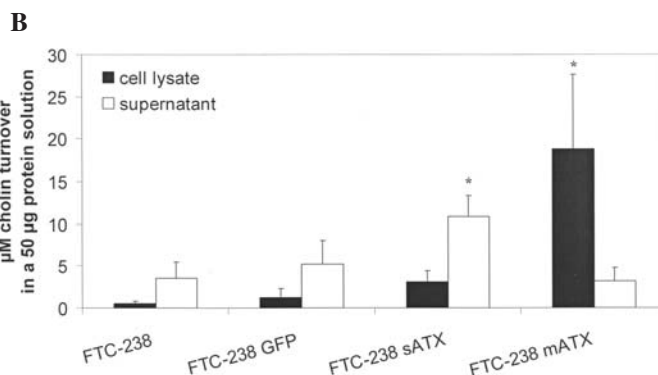 B
µM cholin turnover
in a 50 µg protein solution
30
25
20
15
10
5
0
cell lysate
supernatant
*
*
FTC-238
FTC-238 GFP
FTC-238 sATX
FTC-238 mATX